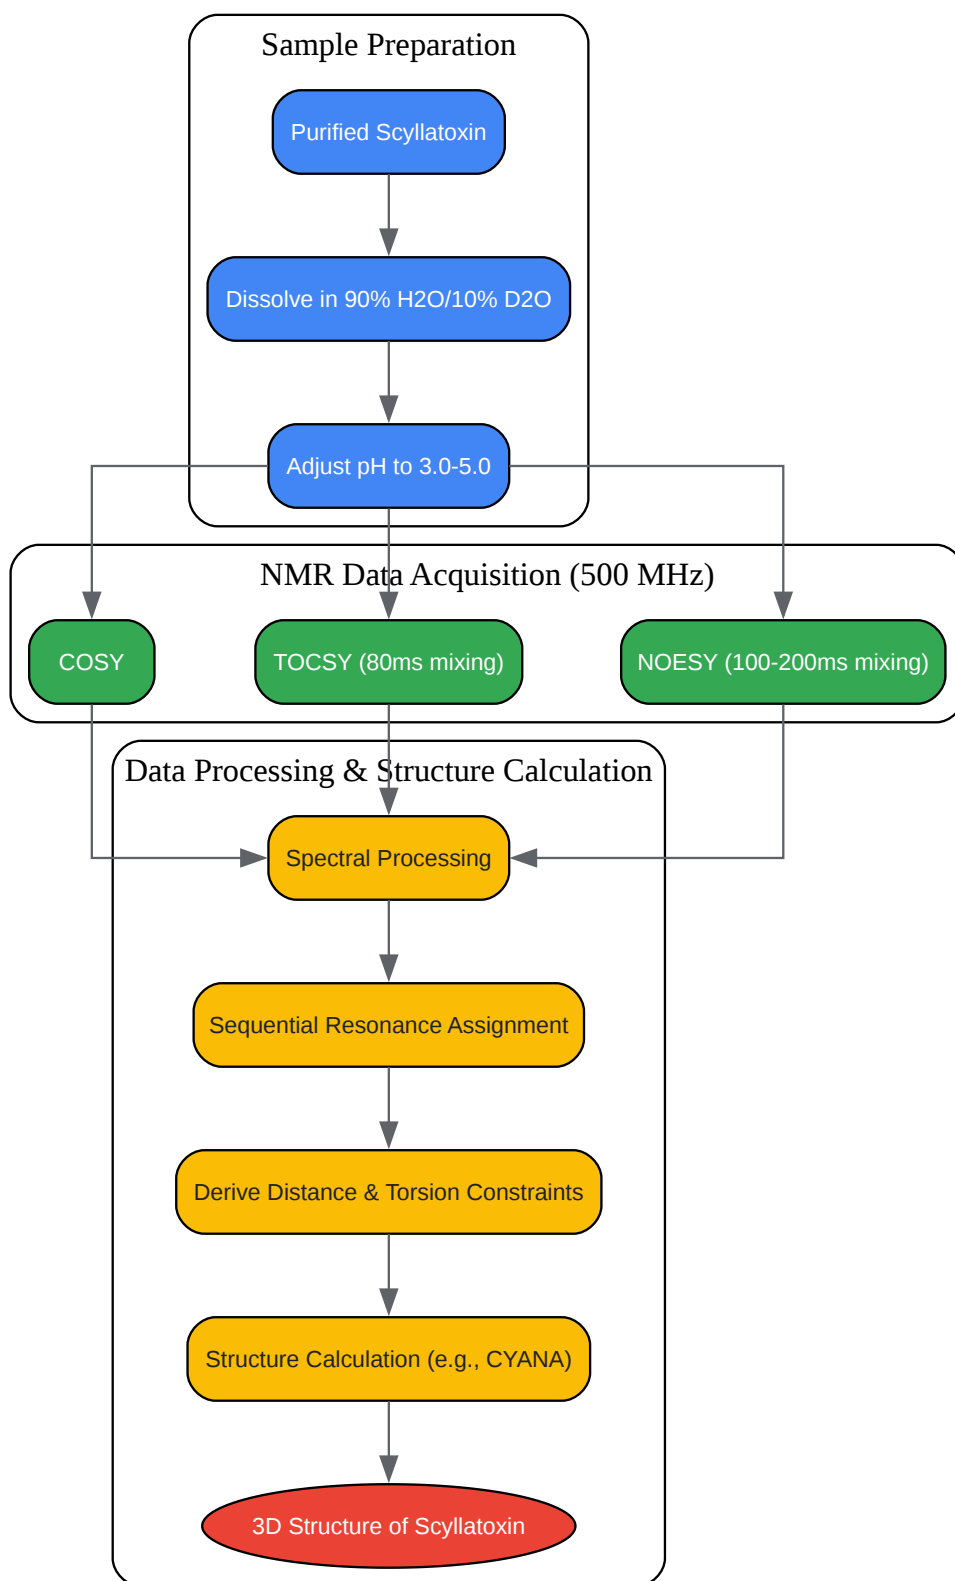 Sample Preparation
Purified Scyllatoxin
Dissolve in 90% H2O/10% D2O
Adjust pH to 3.0-5.0
NMR Data Acquisition (500 MHz)
COSY
TOCSY (80ms mixing)
NOESY (100-200ms mixing)
Data Processing & Structure Calculation
Spectral Processing
Sequential Resonance Assignment
Derive Distance & Torsion Constraints
Structure Calculation (e.g., CYANA)
3D Structure of Scyllatoxin